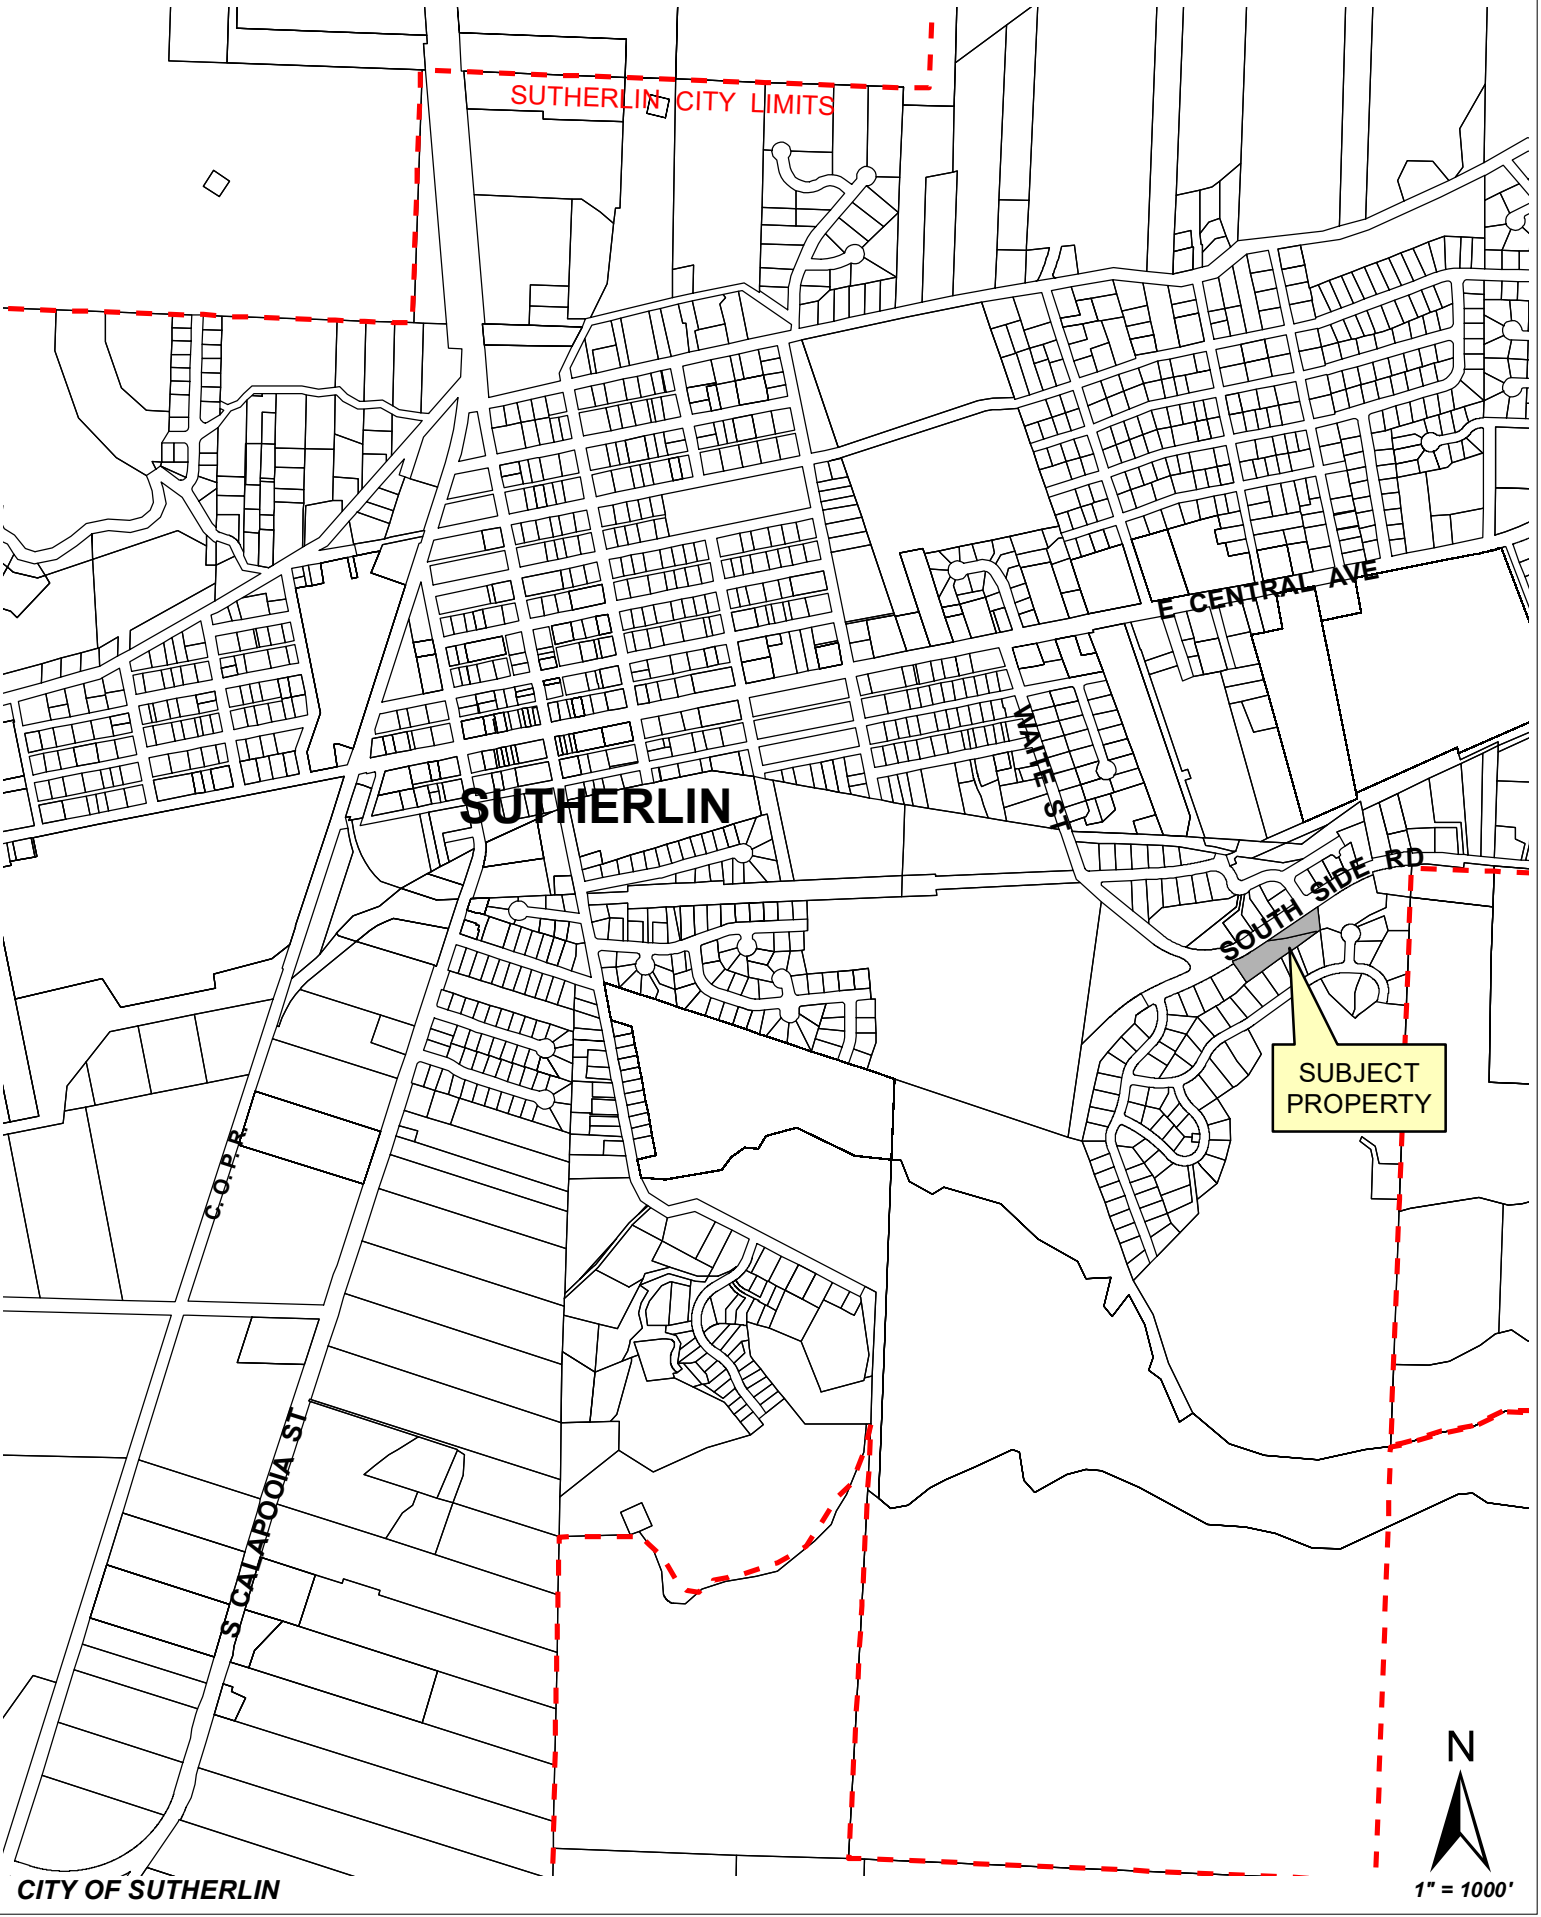 SUTHERLIN CITY LIMITS
E CENTRAL AVE
WAITE ST
SUTHERLIN
SOUTH SIDE RD
SUBJECT
PROPERTY
C. O. P. R.
S CALAPOOIA ST
N
CITY OF SUTHERLIN
1" = 1000'